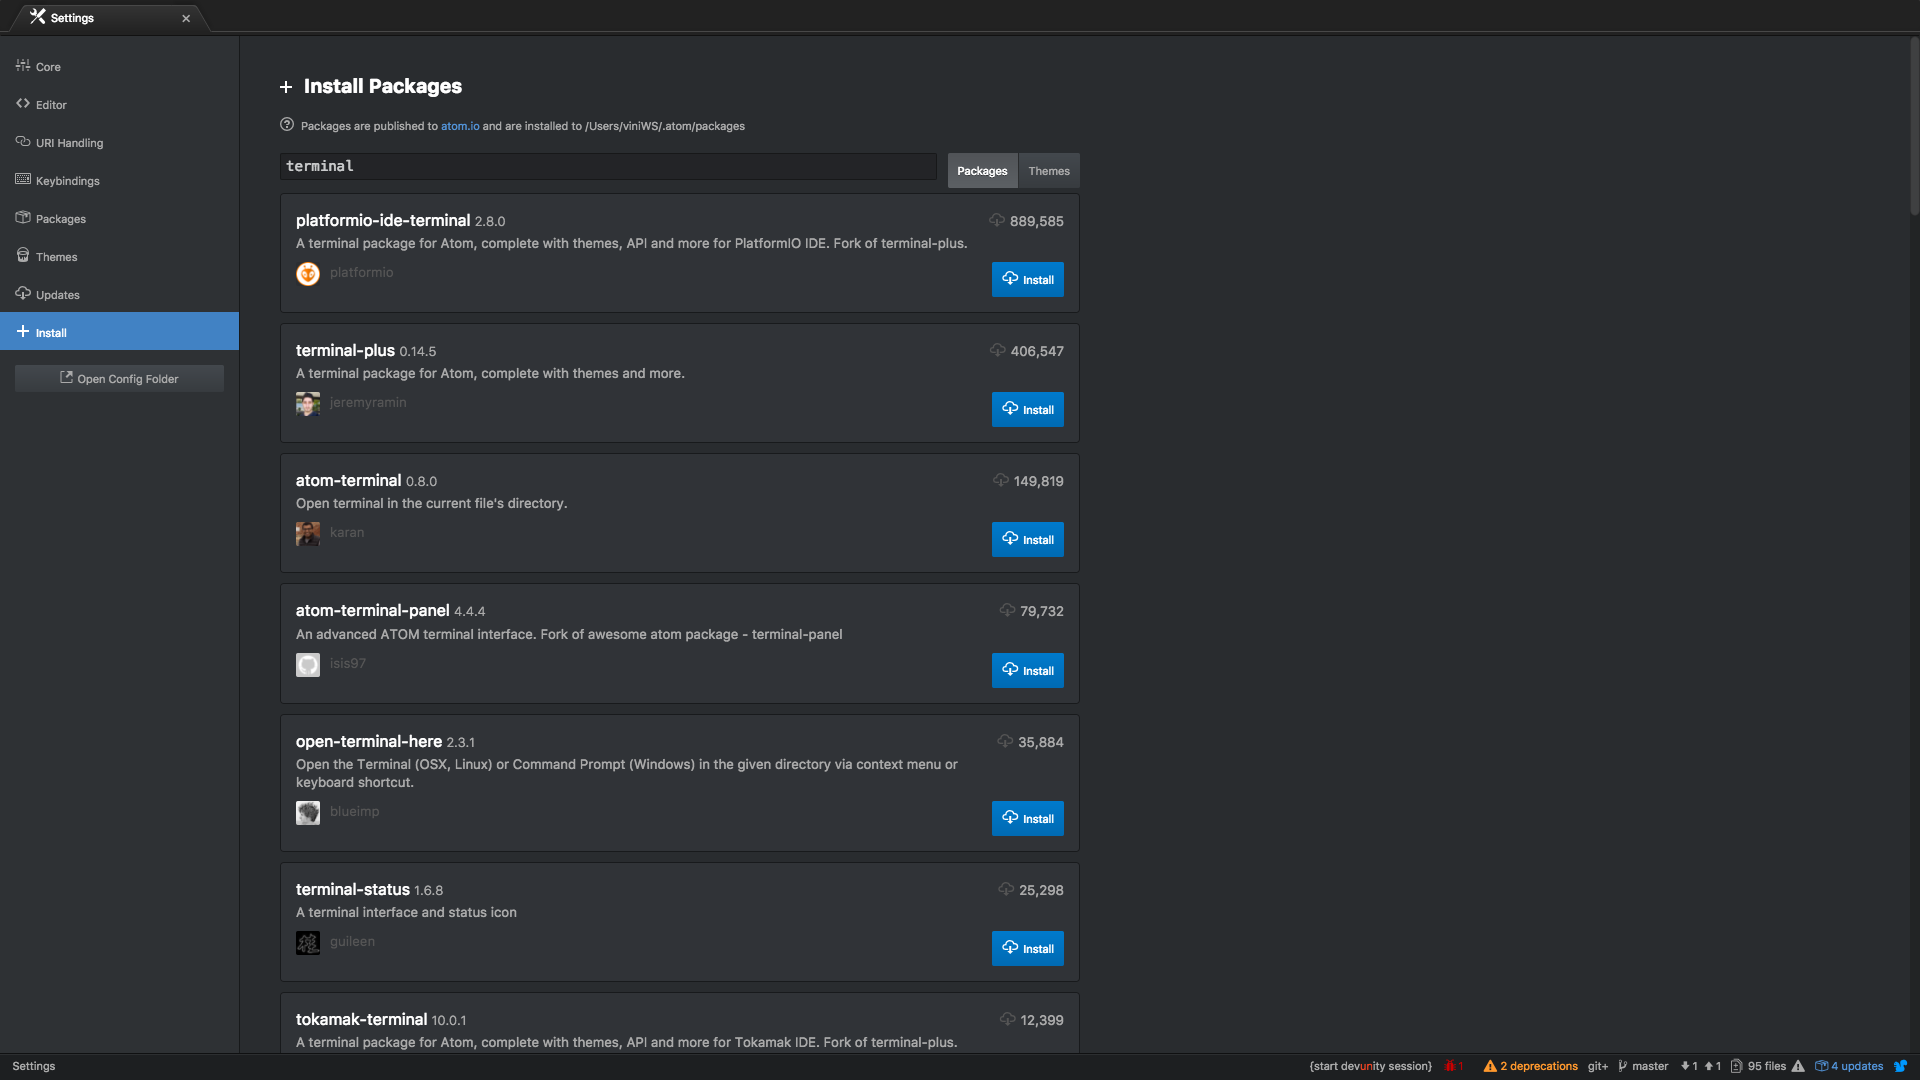 Settings
Core
Editor
URI Handling
Keybindings
Packages
Themes
Updates
Install
Open Config Folder
Install Packages
Packages are published to atom.io and are installed to /Users/viniWS/.atom/packages
terminal
Packages Themes
platformio-ide-terminal 2.8.0 889,585
A terminal package for Atom, complete with themes, API and more for PlatformIO IDE. Fork of terminal-plus.
platformio
Install
terminal-plus 0.14.5 406,547
A terminal package for Atom, complete with themes and more.
jeremyramin
Install
atom-terminal 0.8.0 149,819
Open terminal in the current file's directory.
karan
Install
atom-terminal-panel 4.4.4 79,732
An advanced ATOM terminal interface. Fork of awesome atom package - terminal-panel
isis97
Install
open-terminal-here 2.3.1 35,884
Open the Terminal (OSX, Linux) or Command Prompt (Windows) in the given directory via context menu or
keyboard shortcut.
blueimp
Install
terminal-status 1.6.8 25,298
A terminal interface and status icon
guileen
Install
tokamak-terminal 10.0.1 12,399
A terminal package for Atom, complete with themes, API and more for Tokamak IDE. Fork of terminal-plus.
Settings {start devunity session} 1 2 deprecations git+ master 1 1 95 files 4 updates